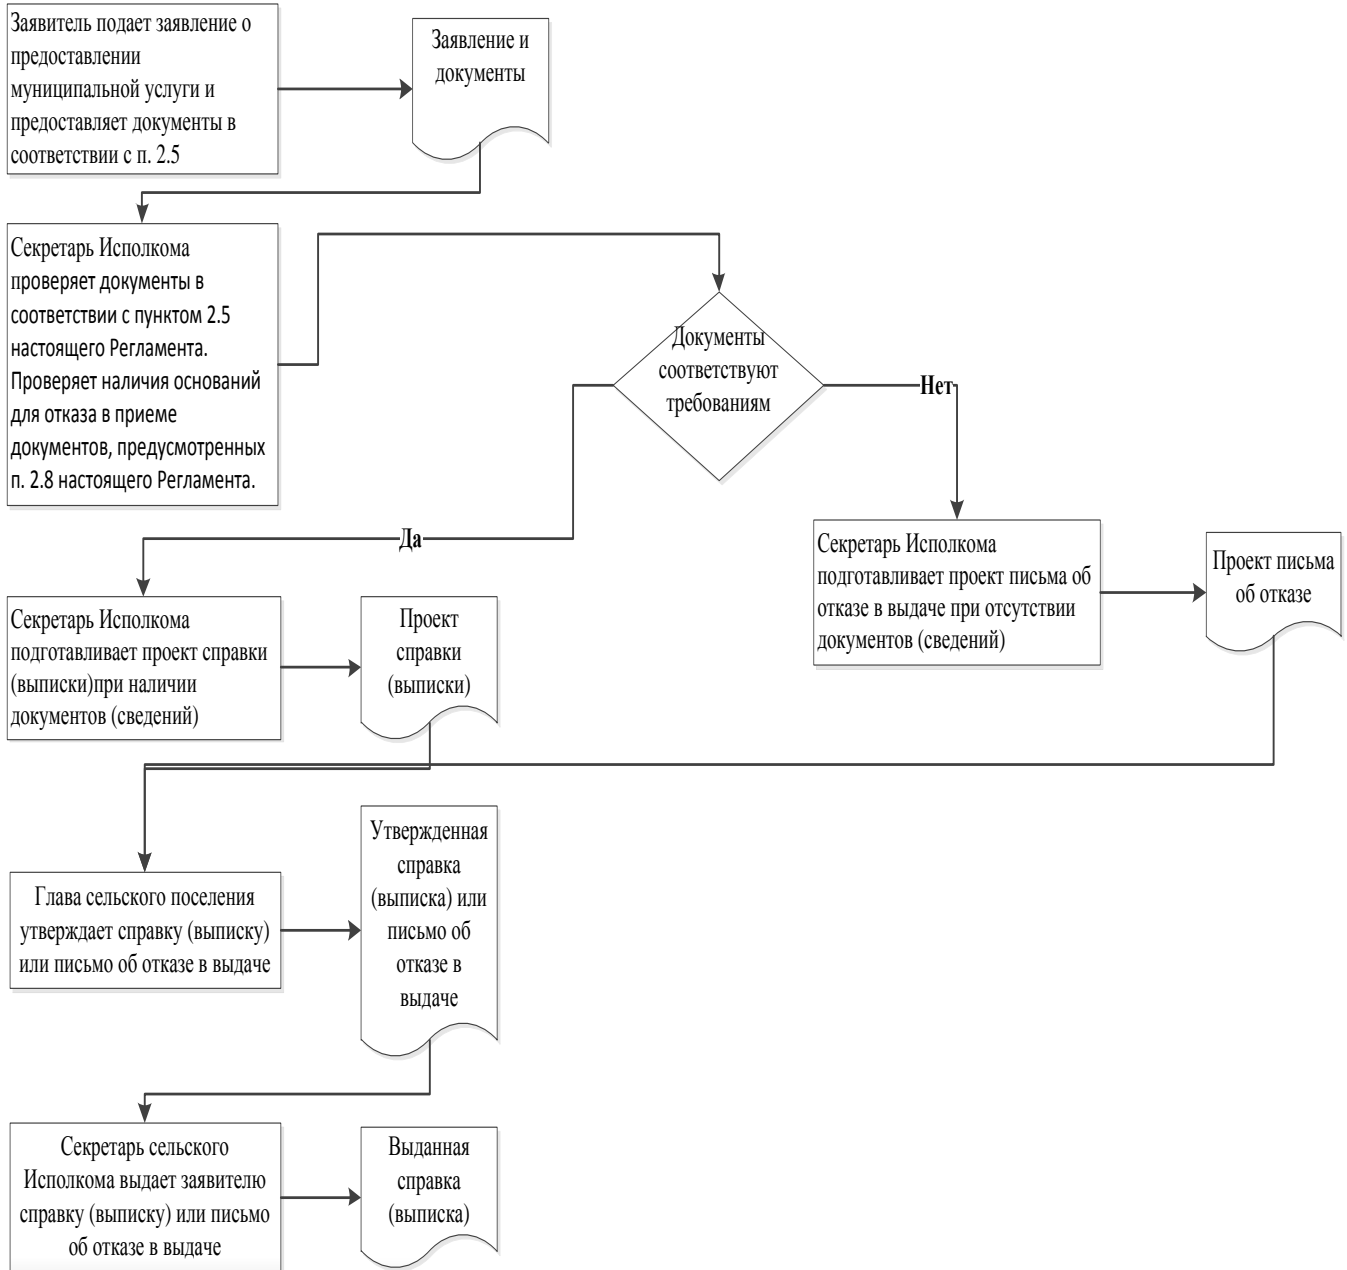 Заявитель подает заявление о
предоставлении
муниципальной услуги и
предоставляет документы в
соответствии с п. 2.5
Заявление и
документы
Секретарь Исполкома
проверяет документы в
соответствии с пунктом 2.5
настоящего Регламента.
Проверяет наличия оснований
для отказа в приеме
документов, предусмотренных
п. 2.8 настоящего Регламента.
Документы
соответствуют
требованиям
Нет
Да
Секретарь Исполкома
подготавливает проект письма об
отказе в выдаче при отсутствии
документов (сведений)
Проект письма
об отказе
Секретарь Исполкома
подготавливает проект справки
(выписки)при наличии
документов (сведений)
Проект
справки
(выписки)
Глава сельского поселения
утверждает справку (выписку)
или письмо об отказе в выдаче
Утвержденная
справка
(выписка) или
письмо об
отказе в
выдаче
Секретарь сельского
Исполкома выдает заявителю
справку (выписку) или письмо
об отказе в выдаче
Выданная
справка
(выписка)